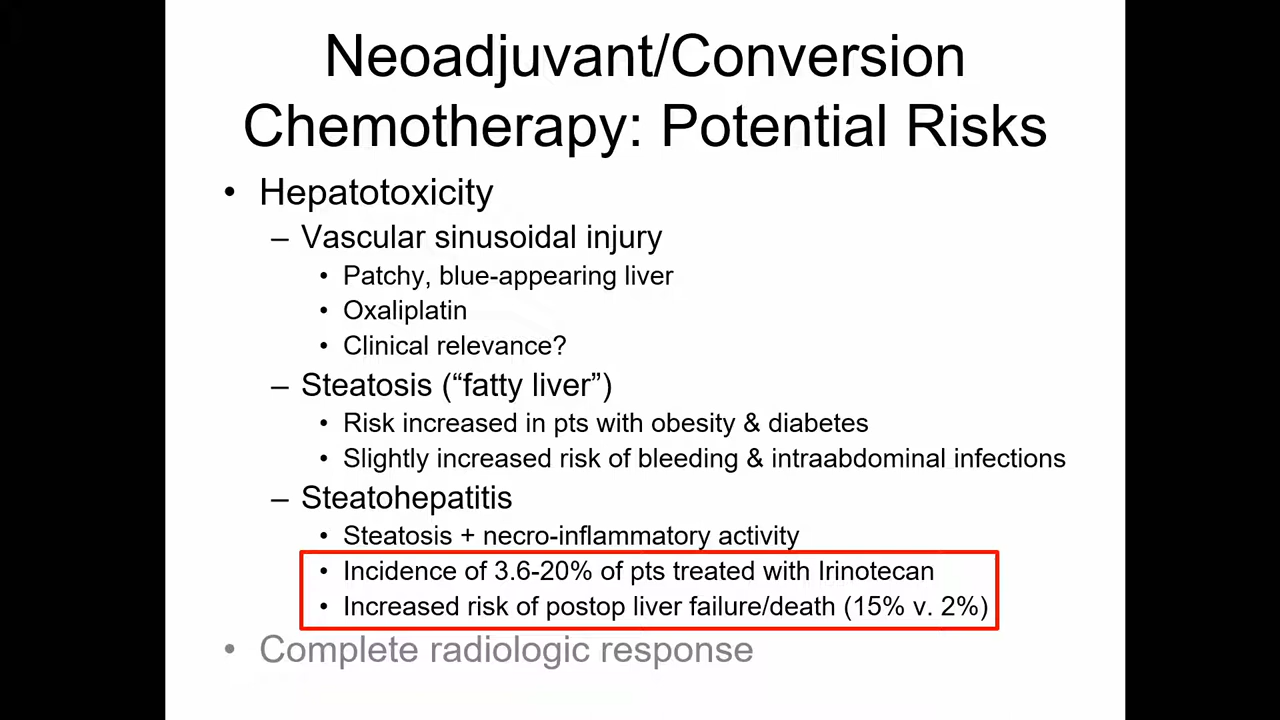 Neoadjuvant/Conversion
Chemotherapy: Potential Risks
• Hepatotoxicity
– Vascular sinusoidal injury
• Patchy, blue-appearing liver
• Oxaliplatin
• Clinical relevance?
– Steatosis (“fatty liver”)
• Risk increased in pts with obesity & diabetes
• Slightly increased risk of bleeding & intraabdominal infections
– Steatohepatitis
• Steatosis + necro-inflammatory activity
• Incidence of 3.6-20% of pts treated with Irinotecan
• Increased risk of postop liver failure/death (15% v. 2%)
• Complete radiologic response